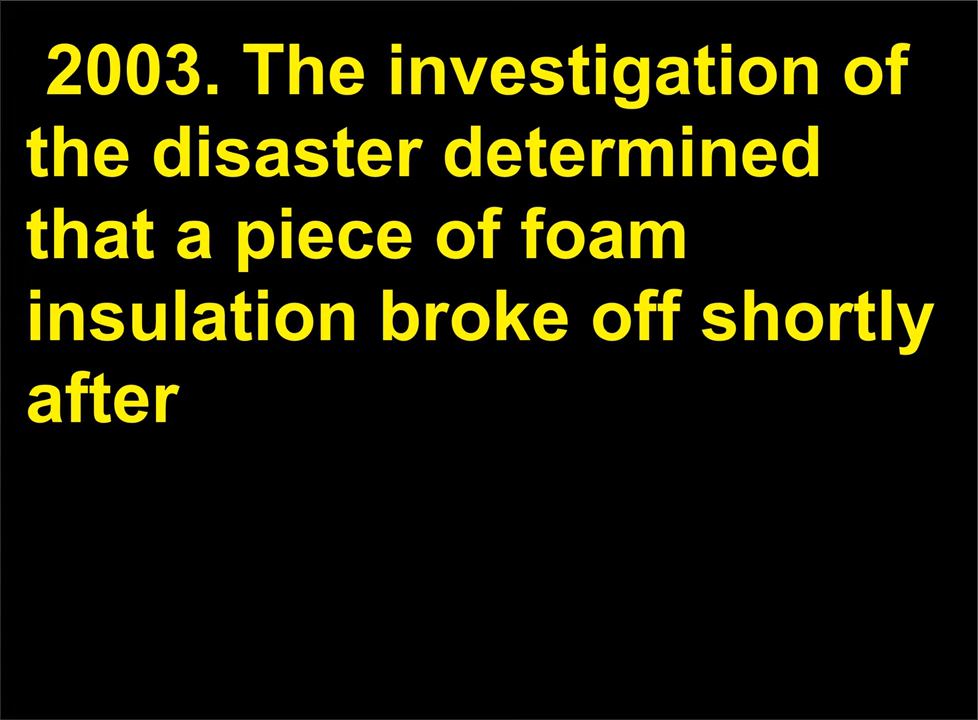 2003. The investigation of
the disaster determined
that a piece of foam
insulation broke off shortly
after